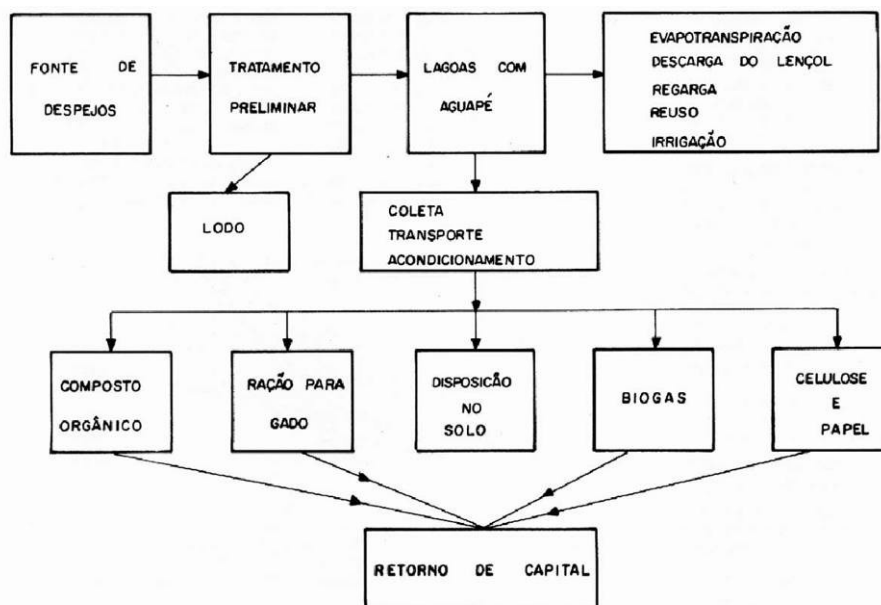 FONTE DE
DESPEJOS
TRATAMENTO
PRELIMINAR
LAGOAS COM
AGUAPÉ
EVAPOTRANSPIRAÇÃO
DESCARGA DO LENÇOL
REGARGA
REUSO
IRRIGAÇÃO
LODO
COLETA
TRANSPORTE
ACONDICIONAMENTO
COMPOSTO
ORGÂNICO
RAÇÃO PARA
GADO
DISPOSICÃO
NO
SOLO
BIOGAS
CELULOSE
E
PAPEL
RETORNO DE CAPITAL